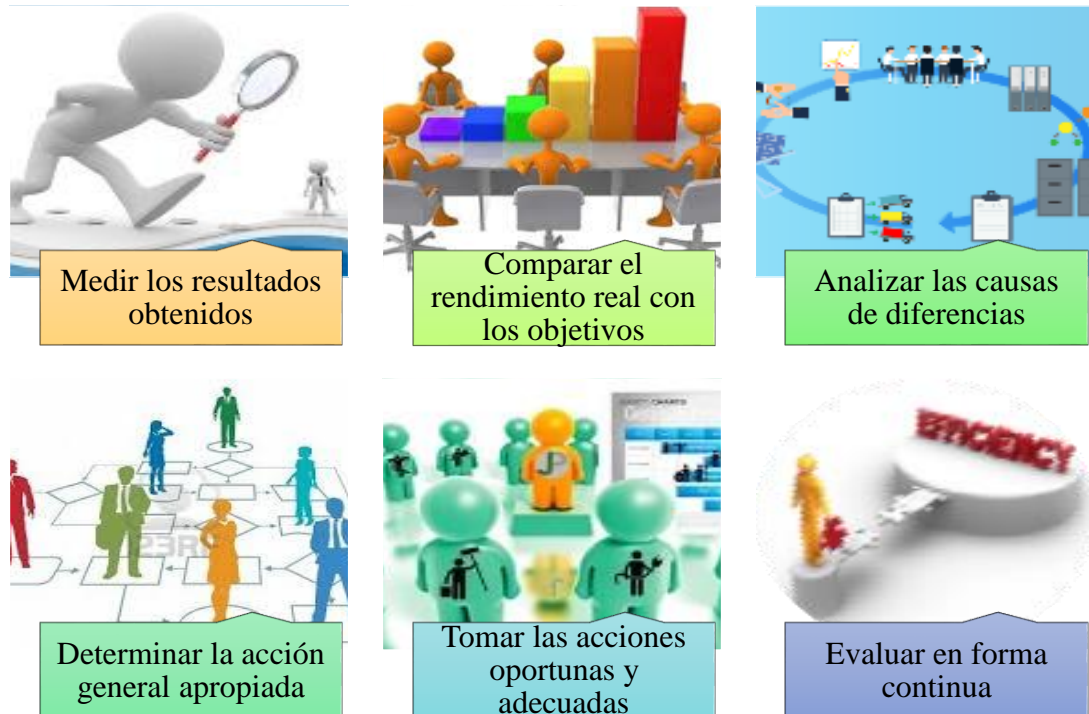 Medir los resultados
obtenidos
Comparar el
rendimiento real con
los objetivos
Analizar las causas
de diferencias
Determinar la acción
general apropiada
Tomar las acciones
oportunas y
adecuadas
Evaluar en forma
continua